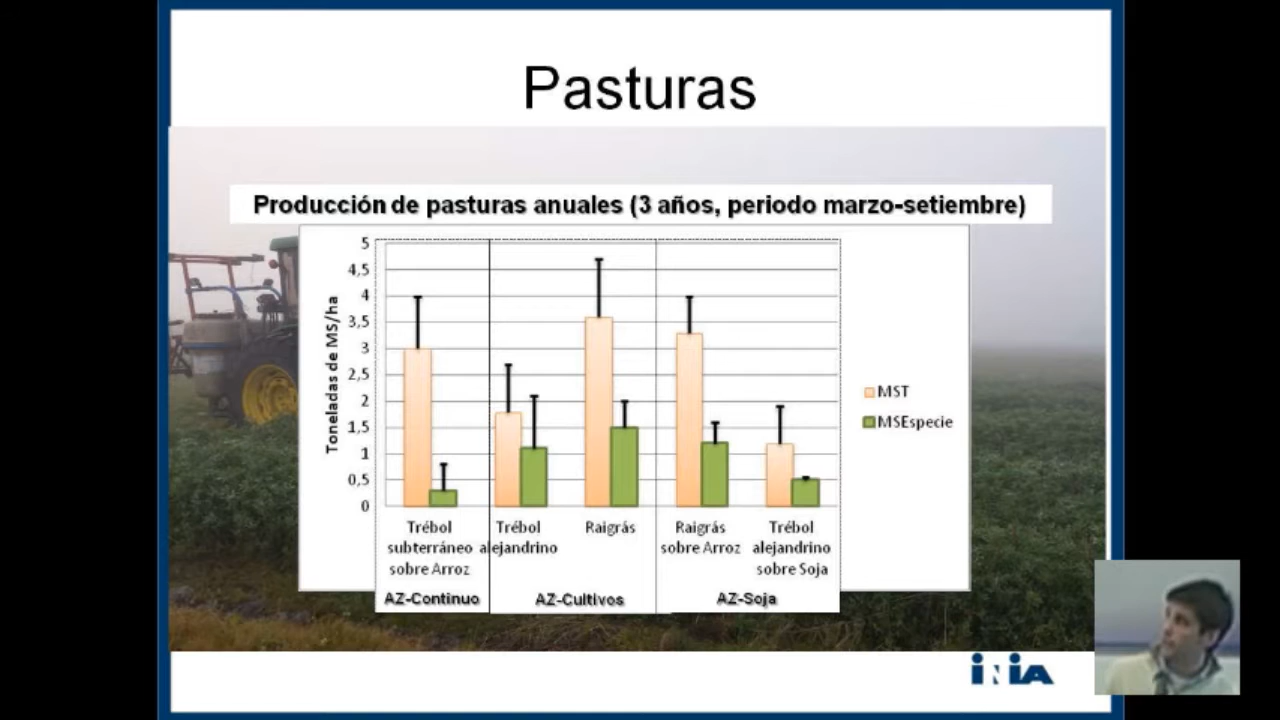 Pasturas
Producción de pasturas anuales (3 años, periodo marzo-setiembre)
Toneladas de MS/ha
5
4,5
4
3,5
3
2,5
2
1,5
1
0,5
0
MST
MSEspecie
Trébol subterráneo sobre Arroz
Trébol alejandrino
Raigrás
Raigrás sobre Arroz
Trébol alejandrino sobre Soja
AZ-Continuo
AZ-Cultivos
AZ-Soja
INIA